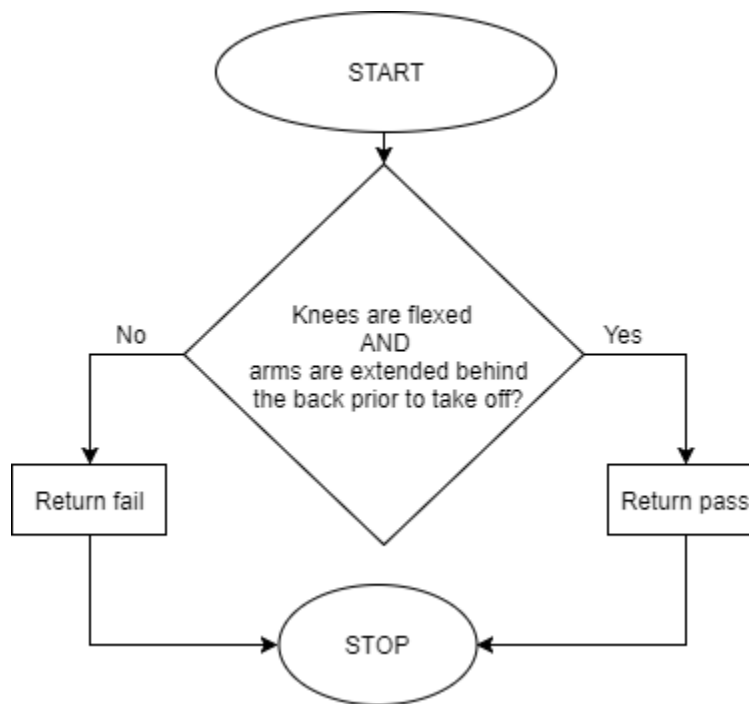 START
Knees are flexed
AND
arms are extended behind
the back prior to take off?
No
Yes
Return fail
Return pass
STOP